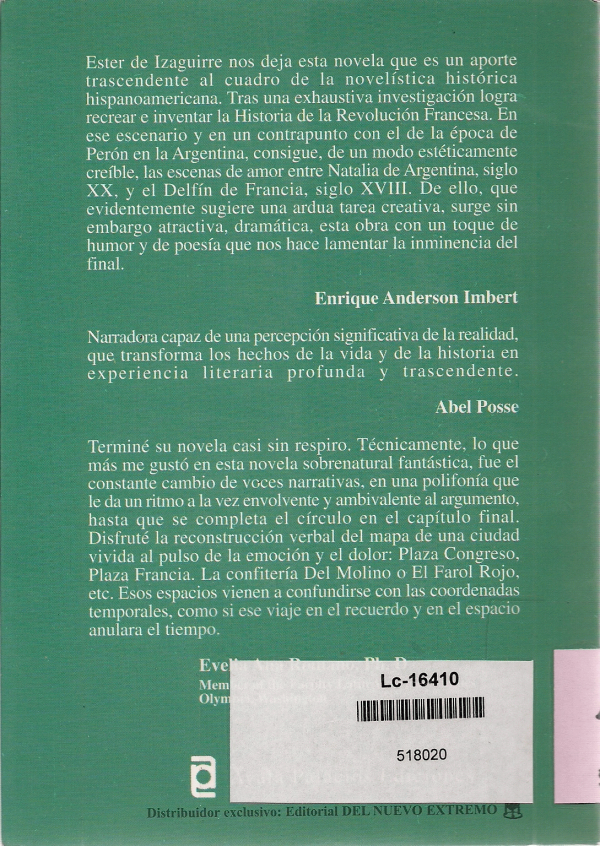 Ester de Izaguirre nos deja esta novela que es un aporte
trascendente al cuadro de la novelística histórica
hispanoamericana. Tras una exhaustiva investigación logra
recrear e inventar la Historia de la Revolución Francesa. En
ese escenario y en un contrapunto con el de la época de
Perón en la Argentina, consigue, de un modo estéticamente
creíble, las escenas de amor entre Natalia de Argentina, siglo
XX, y el Delfín de Francia, siglo XVIII. De ello, que
evidentemente sugiere una ardua tarea creativa, surge sin
embargo atractiva, dramática, esta obra con un toque de
humor y de poesía que nos hace lamentar la inminencia del
final.
Enrique Anderson Imbert
Narradora capaz de una percepción significativa de la realidad,
que transforma los hechos de la vida y de la historia en
experiencia literaria profunda y trascendente.
Abel Posse
Terminé su novela casi sin respiro. Técnicamente, lo que
más me gustó en esta novela sobrenatural fantástica, fue el
constante cambio de voces narrativas, en una polifonía que
le da un ritmo a la vez envolvente y ambivalente al argumento,
hasta que se completa el círculo en el capítulo final.
Disfruté la reconstrucción verbal del mapa de una ciudad
vivida al pulso de la emoción y el dolor: Plaza Congreso,
Plaza Francia. La confitería Del Molino o El Farol Rojo,
etc. Esos espacios vienen a confundirse con las coordenadas
temporales, como si ese viaje en el recuerdo y en el espacio
anulara el tiempo.
Lc-16410
518020
Distribuidor exclusivo: Editorial DEL NUEVO EXTREMO